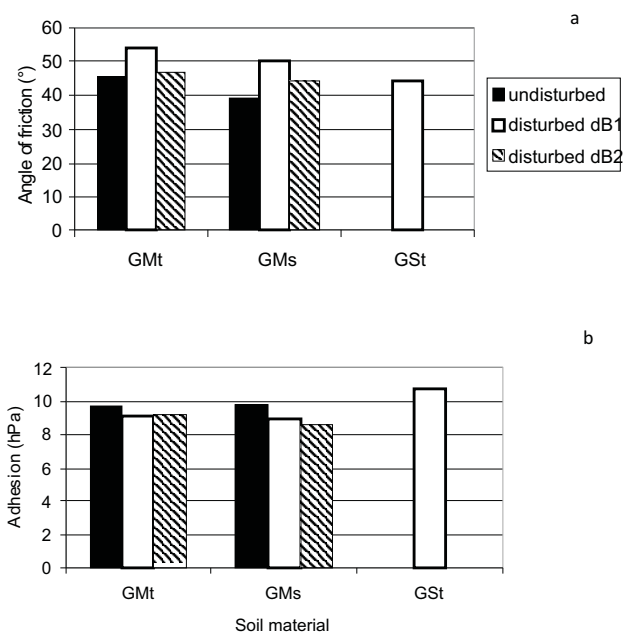 a
60
50
40
30
20
10
0
Angle of friction (°)
GMt GMs GSt
undisturbed
disturbed dB1
disturbed dB2
b
12
10
8
6
4
2
0
Adhesion (hPa)
GMt GMs GSt
Soil material